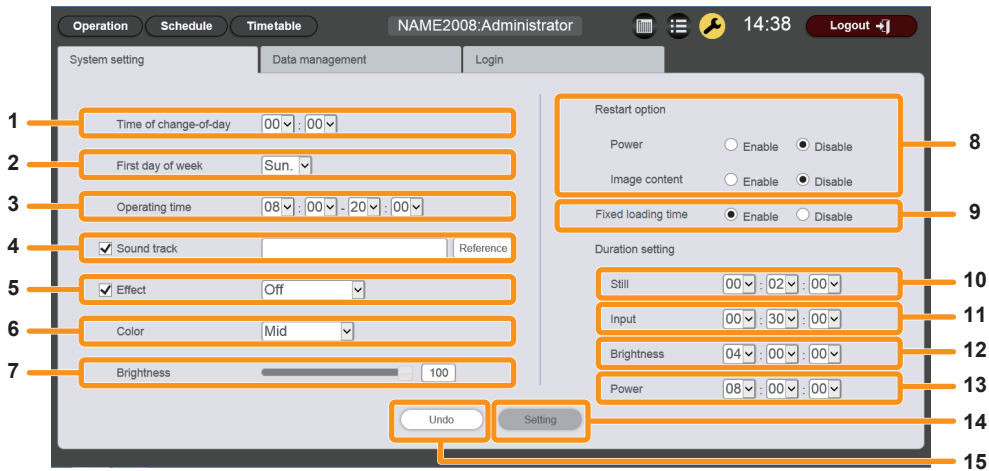 Operation Schedule Timetable NAME2008:Administrator 14:38 Logout
System setting Data management Login
1 Time of change-of-day 00 : 00
2 First day of week Sun.
3 Operating time 08 : 00 - 20 : 00
4 Sound track Reference
5 Effect Off
6 Color Mid
7 Brightness 100
Restart option
Power Enable Disable 8
Image content Enable Disable
Fixed loading time Enable Disable 9
Duration setting
Still 00 : 02 : 00 10
Input 00 : 30 : 00 11
Brightness 04 : 00 : 00 12
Power 08 : 00 : 00 13
Undo Setting 14
15